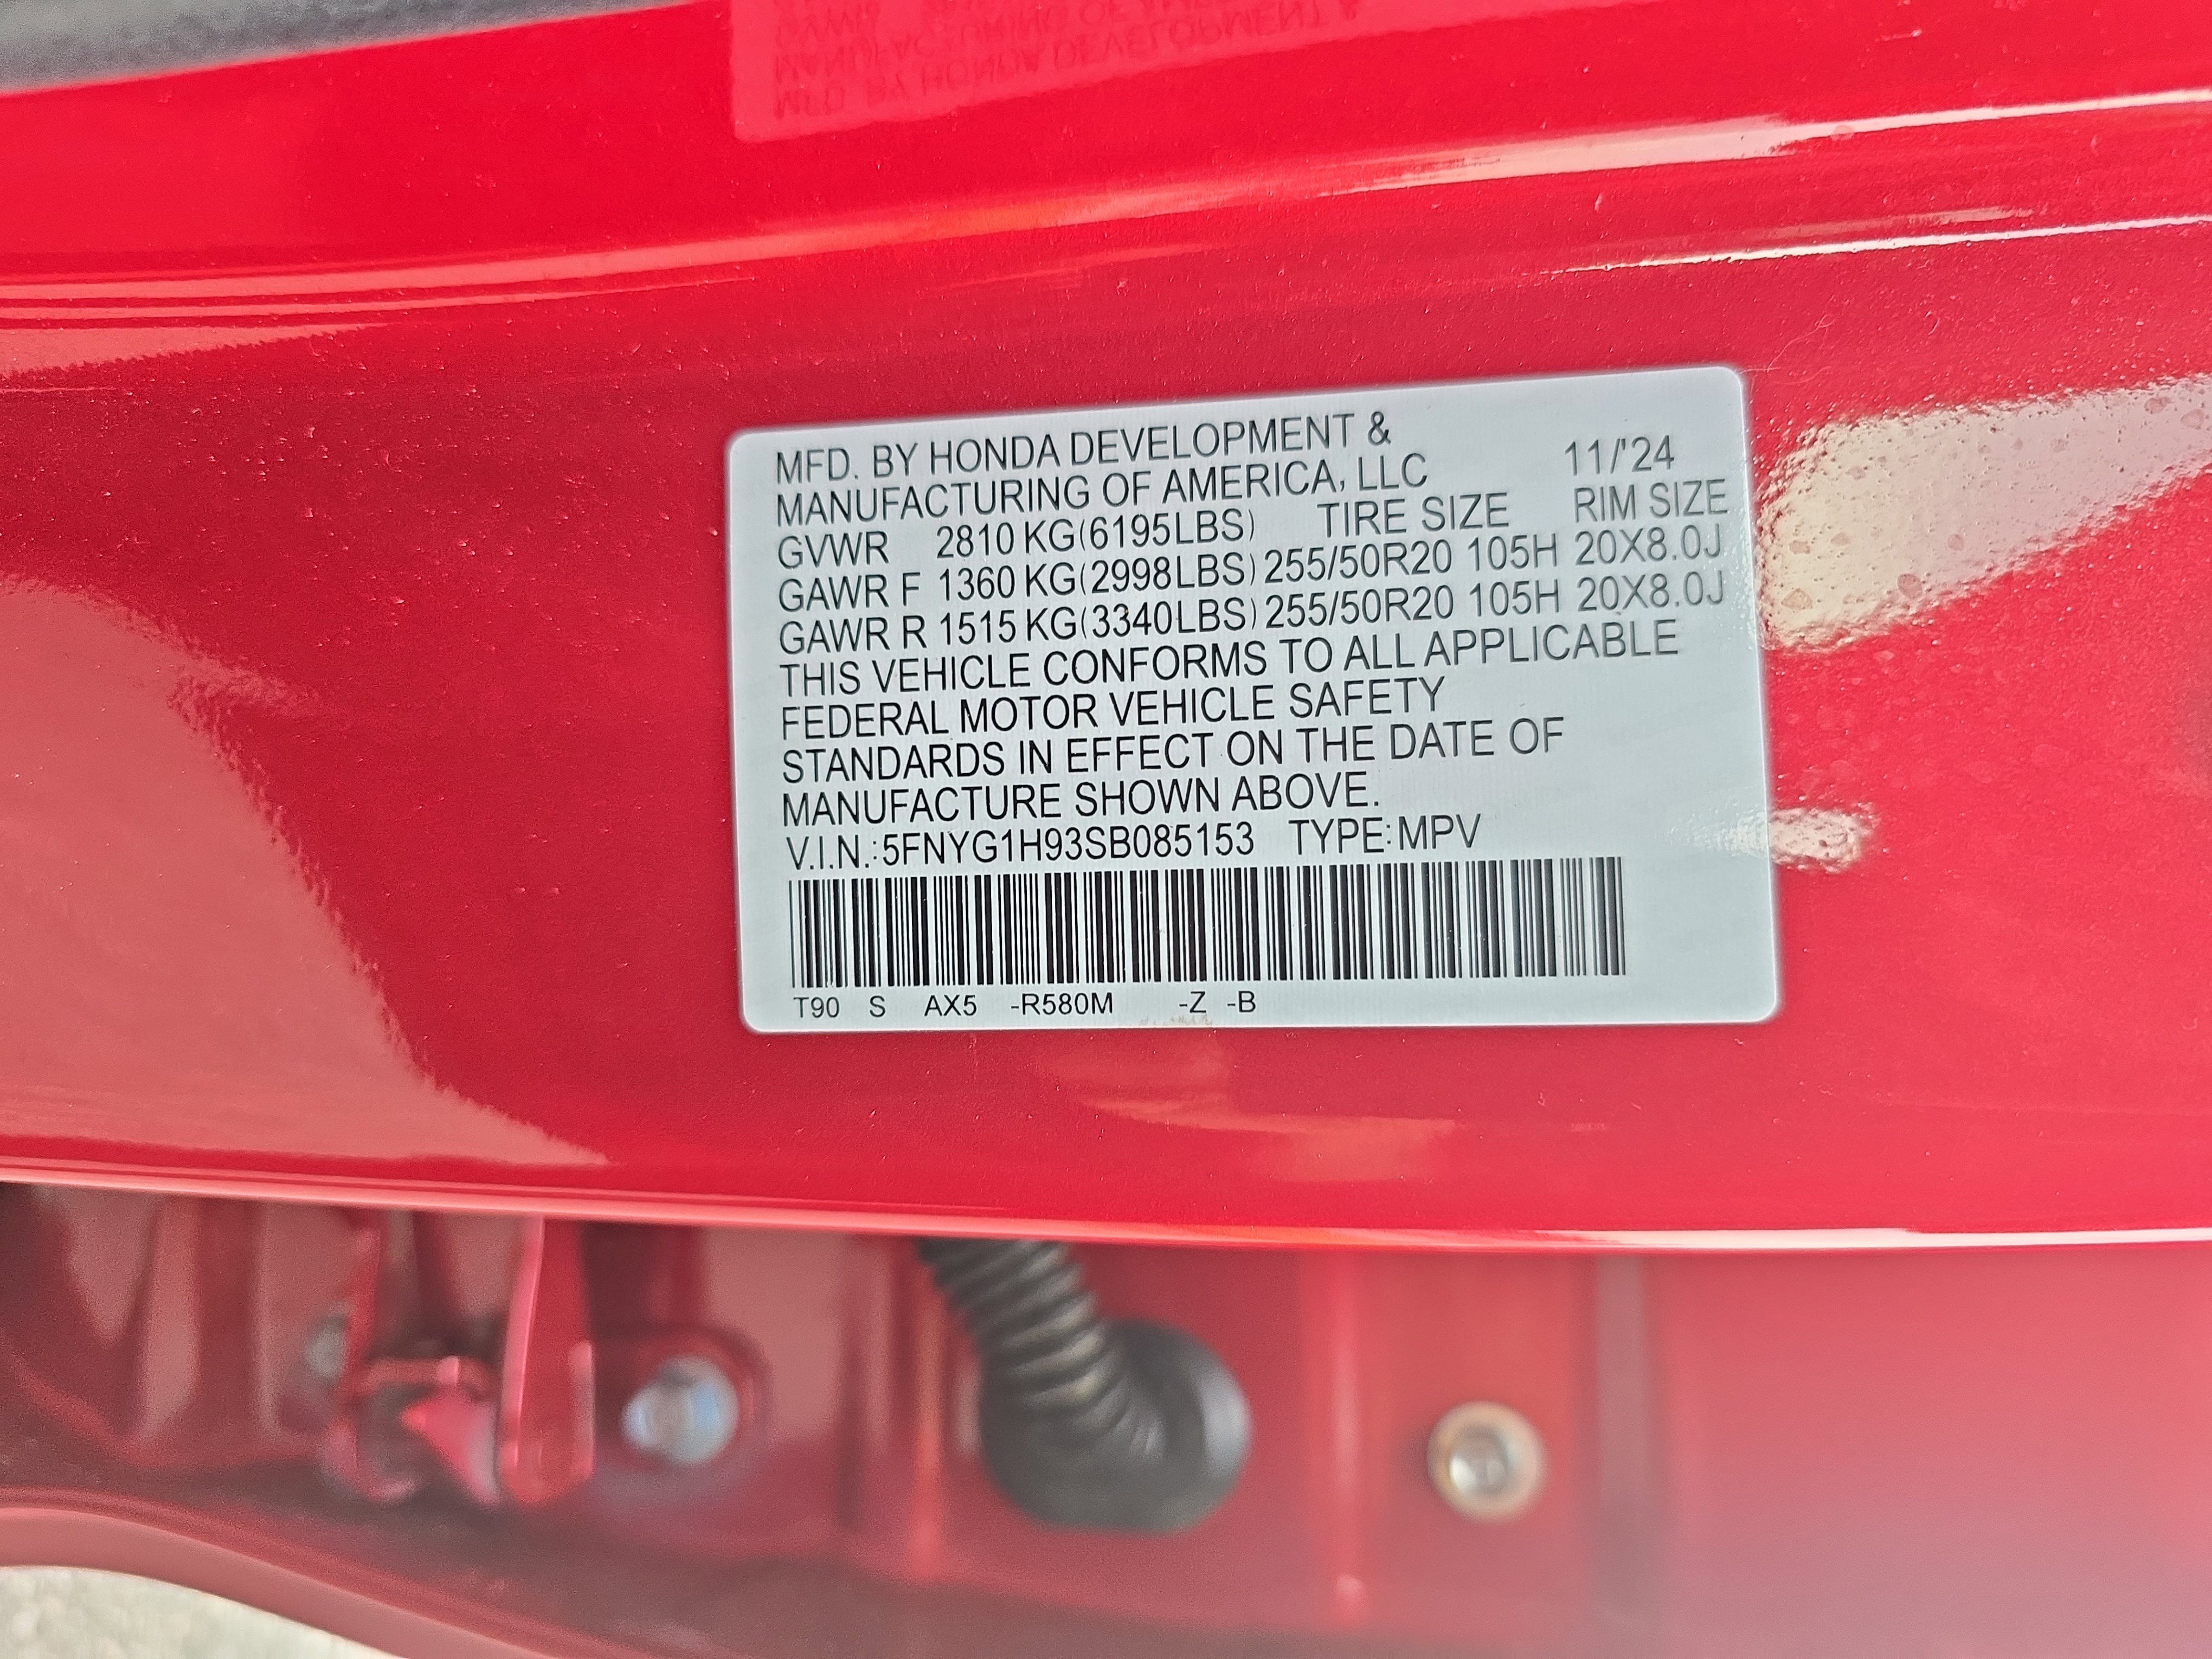 MFD. BY HONDA DEVELOPMENT &
MANUFACTURING OF AMERICA, LLC 11/'24
GVWR 2810 KG(6195LBS) TIRE SIZE RIM SIZE
GAWR F 1360 KG(2998LBS) 255/50R20 105H 20X8.0J
GAWR R 1515 KG(3340LBS) 255/50R20 105H 20X8.0J
THIS VEHICLE CONFORMS TO ALL APPLICABLE
FEDERAL MOTOR VEHICLE SAFETY
STANDARDS IN EFFECT ON THE DATE OF
MANUFACTURE SHOWN ABOVE.
V.I.N.:5FNYG1H93SB085153 TYPE:MPV
T90 S AX5 -R580M -Z -B